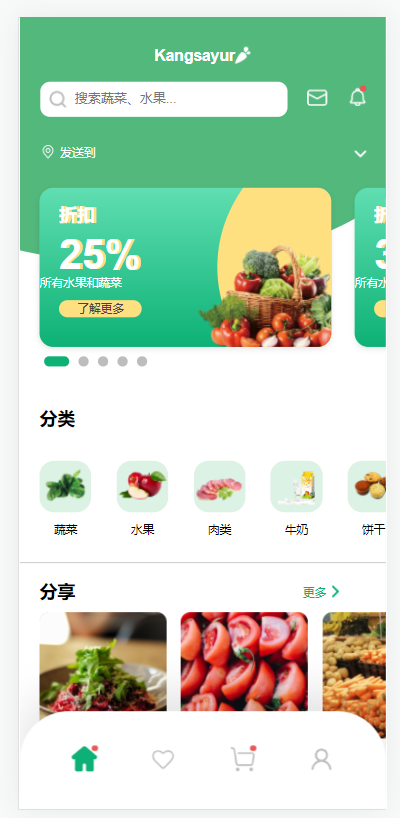 Kangsayur
搜索蔬菜、水果...
发送到
折扣
25%
所有水果和蔬菜
了解更多
折
3
所有水
分类
蔬菜
水果
肉类
牛奶
饼干
分享
更多